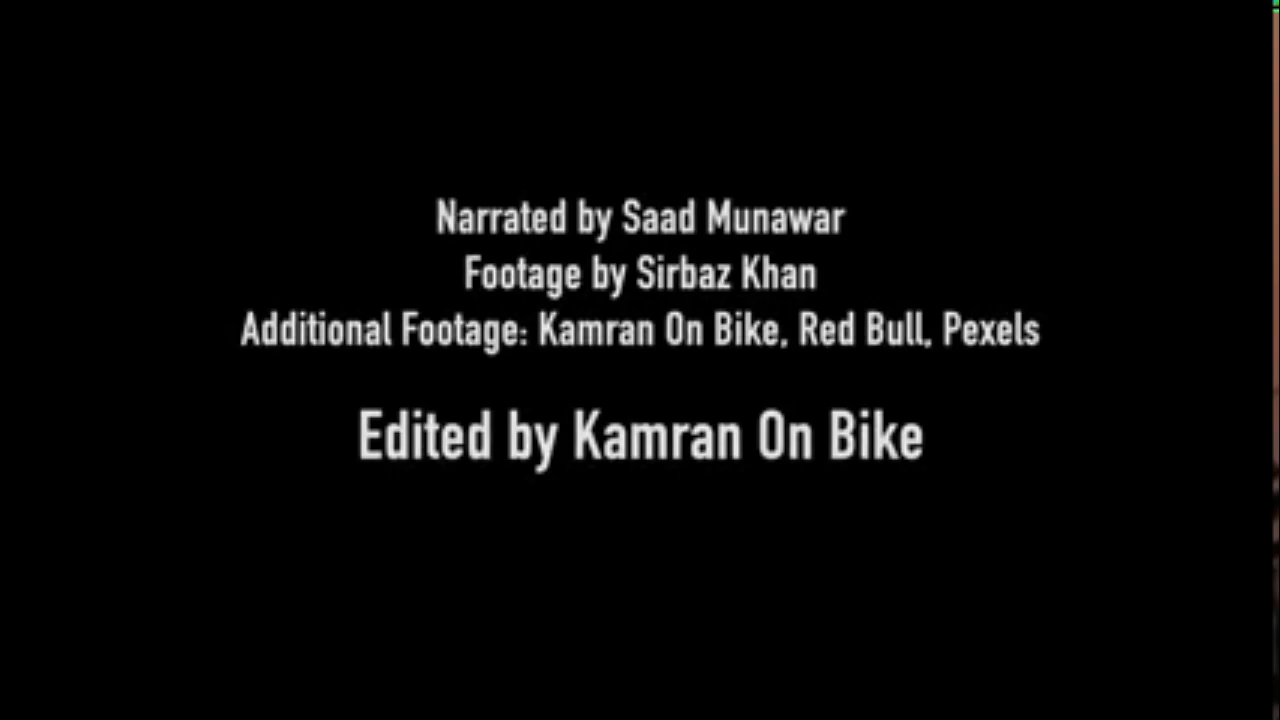 Narrated by Saad Munawar
Footage by Sirbaz Khan
Additional Footage: Kamran On Bike, Red Bull, Pexels
Edited by Kamran On Bike